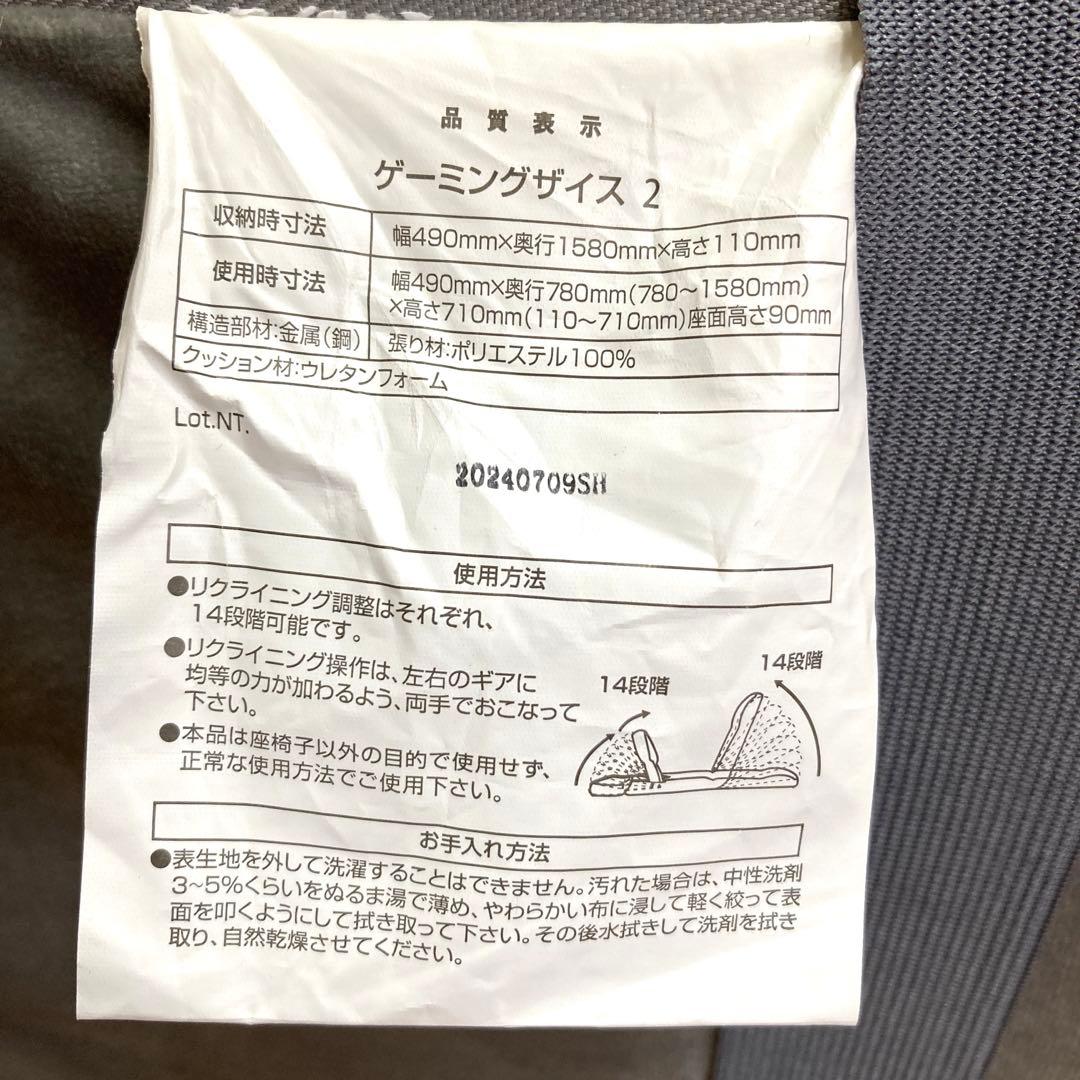 品質表示
ゲーミングザイス 2
収納時寸法 幅490mm×奥行1580mm×高さ110mm
使用時寸法 幅490mm×奥行780mm(780～1580mm)
×高さ710mm(110～710mm)座面高さ90mm
構造部材:金属(鋼) 張り材:ポリエステル100%
クッション材:ウレタンフォーム
Lot.NT.
20240709SH
使用方法
●リクライニング調整はそれぞれ、
14段階可能です。
●リクライニング操作は、左右のギアに
均等の力が加わるよう、両手でおこなって
下さい。
●本品は座椅子以外の目的で使用せず、
正常な使用方法でご使用下さい。
14段階
14段階
お手入れ方法
●表生地を外して洗濯することはできません。汚れた場合は、中性洗剤
3～5%くらいをぬるま湯で薄め、やわらかい布に浸して軽く絞って表
面を叩くようにして拭き取って下さい。その後水拭きして洗剤を拭き
取り、自然乾燥させてください。